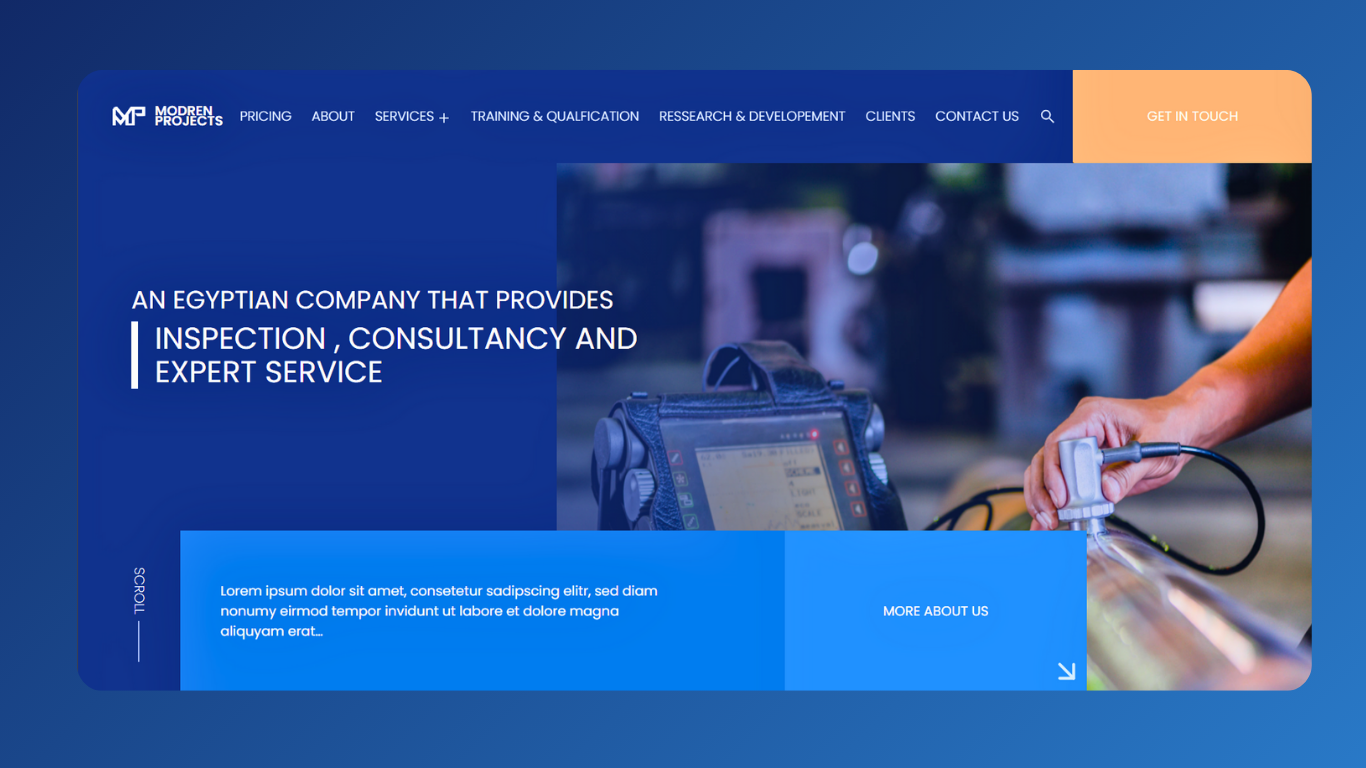 MODREN
PROJECTS
PRICING
ABOUT
SERVICES +
TRAINING & QUALFICATION
RESSEARCH & DEVELOPEMENT
CLIENTS
CONTACT US
GET IN TOUCH
AN EGYPTIAN COMPANY THAT PROVIDES
INSPECTION , CONSULTANCY AND
EXPERT SERVICE
LIGHT
SCALE
SCROLL
Lorem ipsum dolor sit amet, consetetur sadipscing elitr, sed diam
nonumy eirmod tempor invidunt ut labore et dolore magna
aliquyam erat...
MORE ABOUT US